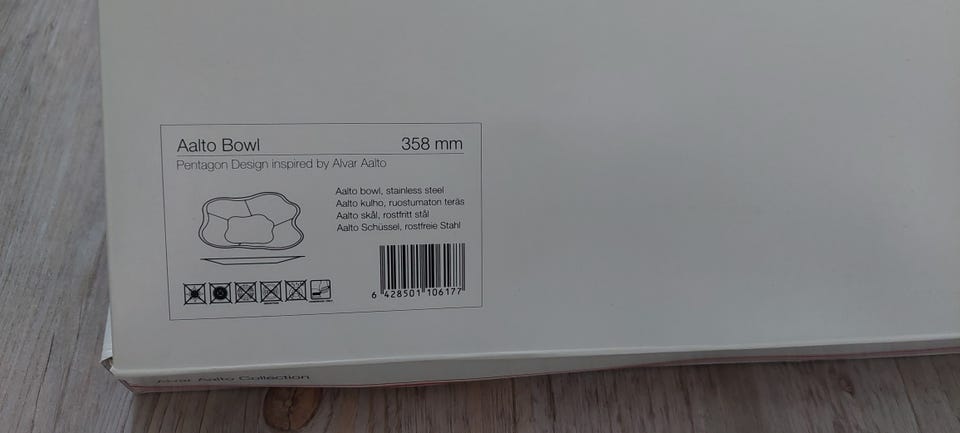 Aalto Bowl 358 mm
Pentagon Design inspired by Alvar Aalto
Aalto bowl, stainless steel
Aalto kulho, ruostumaton teräs
Aalto skål, rostfritt stål
Aalto Schüssel, rostfreie Stahl
6 428501 106177
Alvar Aalto Collection